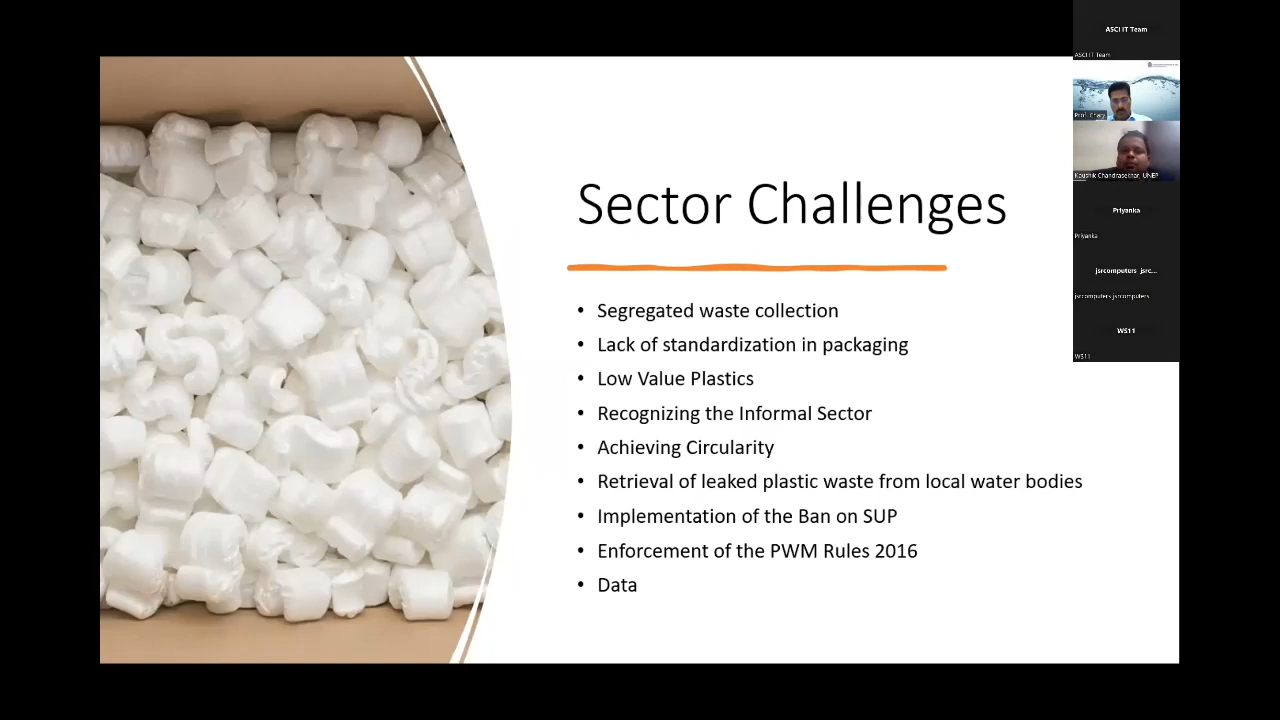 Sector Challenges
• Segregated waste collection
• Lack of standardization in packaging
• Low Value Plastics
• Recognizing the Informal Sector
• Achieving Circularity
• Retrieval of leaked plastic waste from local water bodies
• Implementation of the Ban on SUP
• Enforcement of the PWM Rules 2016
• Data
ASCI IT Team
ASCI IT Team
Prof. Chary
Kaushik Chandrasekhar, UNEP
Priyanka
Priyanka
jsrcomputers jsrc...
jsrcomputers jsrcomputers
WS11
WS11